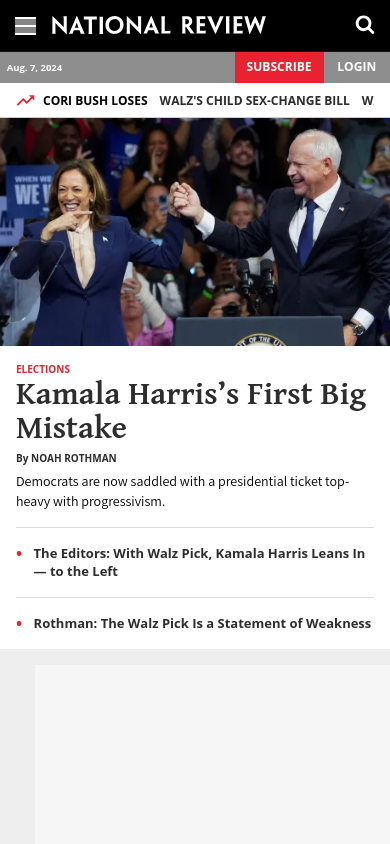 NATIONAL REVIEW
Aug. 7, 2024
SUBSCRIBE
LOGIN
CORI BUSH LOSES WALZ'S CHILD SEX-CHANGE BILL W
WHEN WE
WE
ELECTIONS
Kamala Harris’s First Big
Mistake
By NOAH ROTHMAN
Democrats are now saddled with a presidential ticket top-
heavy with progressivism.
The Editors: With Walz Pick, Kamala Harris Leans In
— to the Left
Rothman: The Walz Pick Is a Statement of Weakness